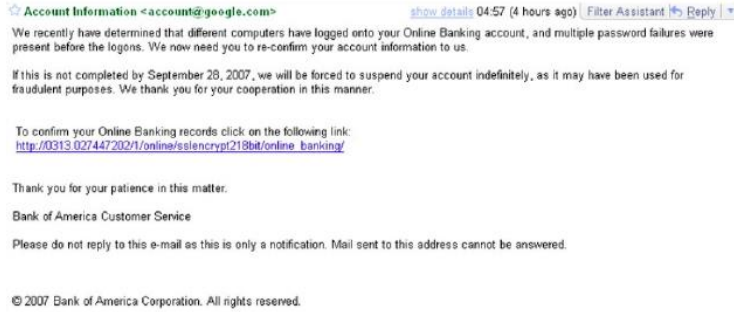 Account Information <account@google.com> show details 04:57 (4 hours ago) Filter Assistant Reply
We recently have determined that different computers have logged onto your Online Banking account, and multiple password failures were
present before the logons. We now need you to re-confirm your account information to us.
If this is not completed by September 28, 2007, we will be forced to suspend your account indefinitely, as it may have been used for
fraudulent purposes. We thank you for your cooperation in this manner.
To confirm your Online Banking records click on the following link:
http://0313.027447202/1/online/sslencrypt218bit/online_banking/
Thank you for your patience in this matter.
Bank of America Customer Service
Please do not reply to this e-mail as this is only a notification. Mail sent to this address cannot be answered.
© 2007 Bank of America Corporation. All rights reserved.